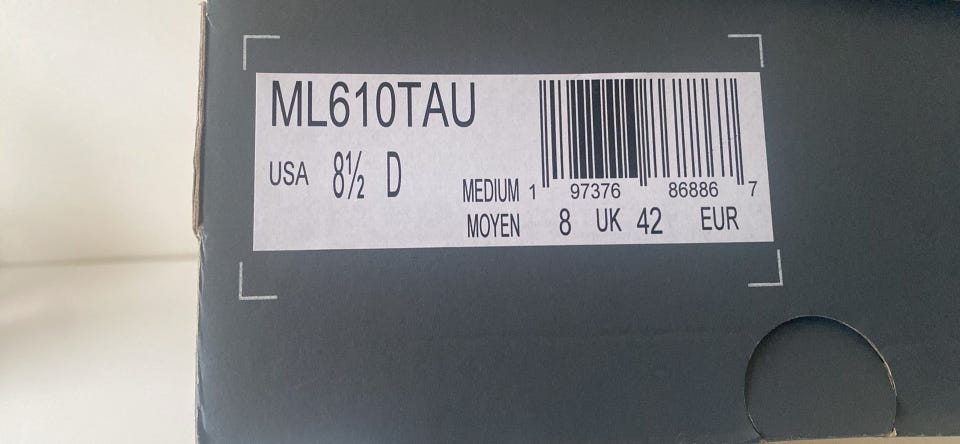 ML610TAU
USA 8½ D
MEDIUM 1 97376 86886 7
MOYEN 8 UK 42 EUR